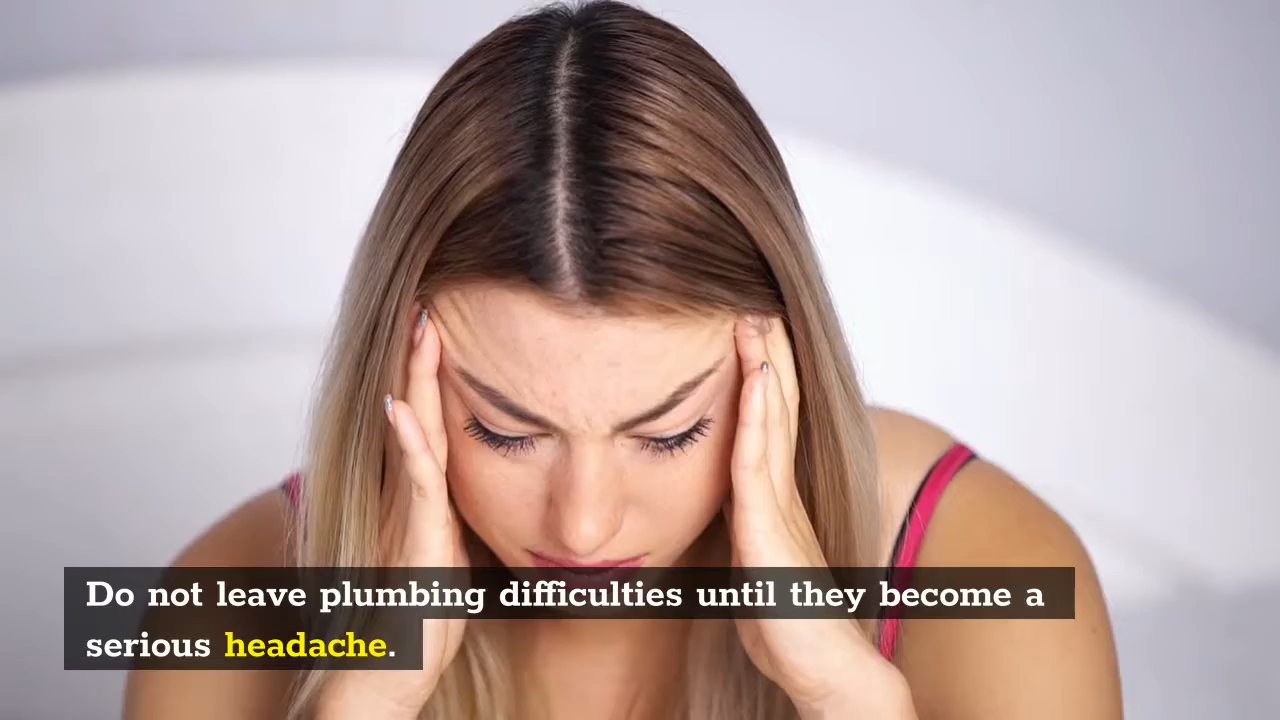 Do not leave plumbing difficulties until they become a
serious headache.